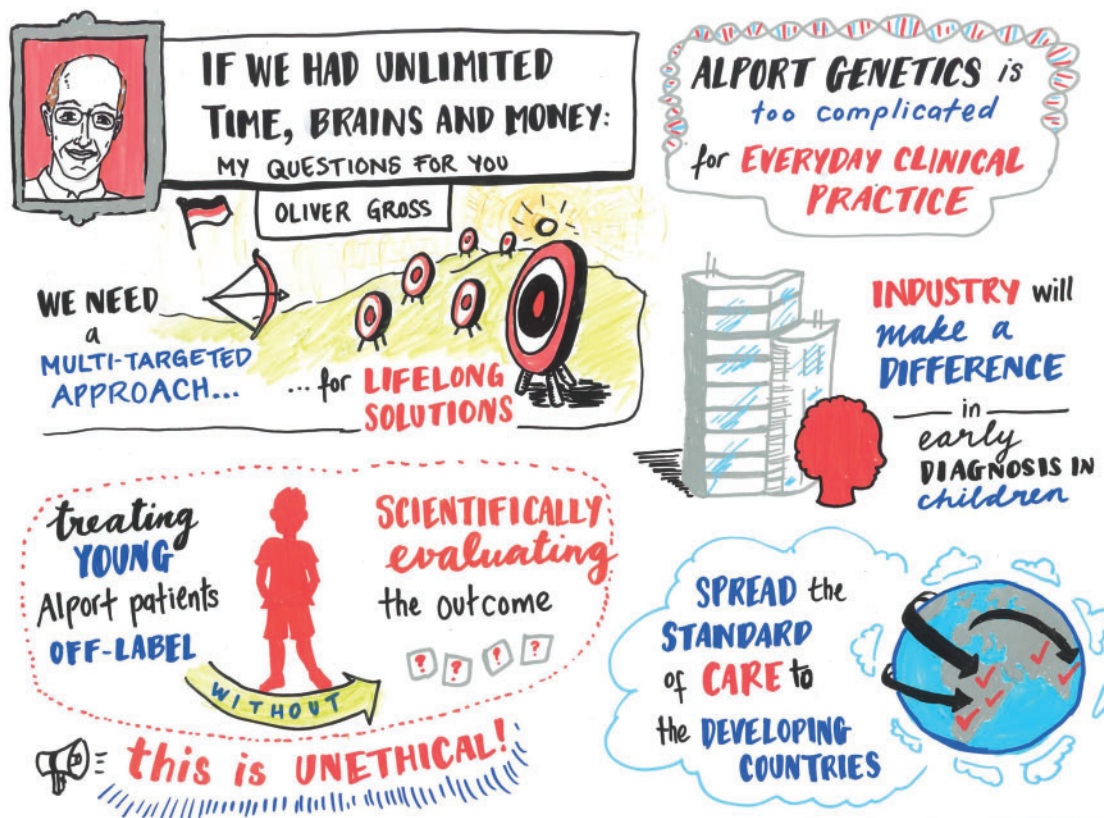 IF WE HAD UNLIMITED
TIME, BRAINS AND MONEY:
MY QUESTIONS FOR YOU
OLIVER GROSS
WE NEED
a
MULTI-TARGETED
APPROACH...
...for LIFELONG
SOLUTIONS
ALPORT GENETICS is
too complicated
for EVERYDAY CLINICAL
PRACTICE
INDUSTRY will
make a
DIFFERENCE
in
early
DIAGNOSIS IN
children
treating
YOUNG
Alport patients
OFF-LABEL
WITHOUT
SCIENTIFICALLY
evaluating
the outcome
? ? ? ?
this is UNETHICAL!
SPREAD the
STANDARD
of CARE to
the DEVELOPING
COUNTRIES